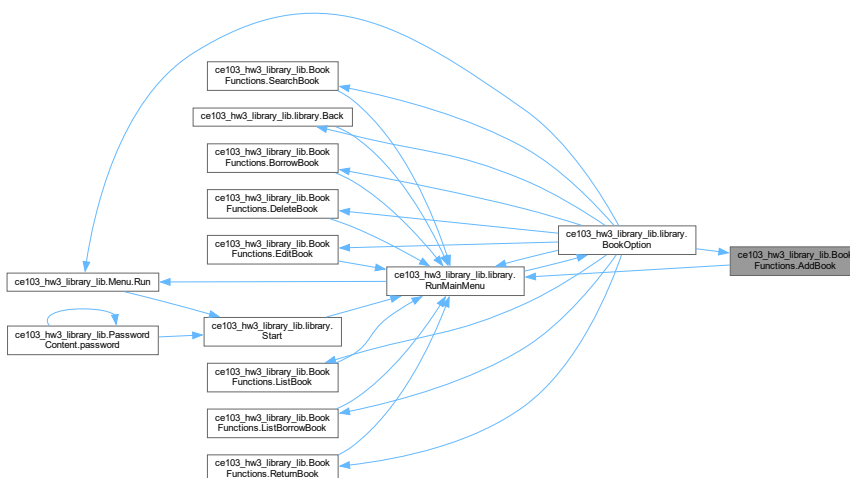 ce103_hw3_library_lib.Book
Functions.SearchBook
ce103_hw3_library_lib.library.Back
ce103_hw3_library_lib.Book
Functions.BorrowBook
ce103_hw3_library_lib.Book
Functions.DeleteBook
ce103_hw3_library_lib.library.
BookOption
ce103_hw3_library_lib.Book
Functions.EditBook
ce103_hw3_library_lib.Book
Functions.AddBook
ce103_hw3_library_lib.library.
RunMainMenu
ce103_hw3_library_lib.Menu.Run
ce103_hw3_library_lib.library.
Start
ce103_hw3_library_lib.Password
Content.password
ce103_hw3_library_lib.Book
Functions.ListBook
ce103_hw3_library_lib.Book
Functions.ListBorrowBook
ce103_hw3_library_lib.Book
Functions.ReturnBook